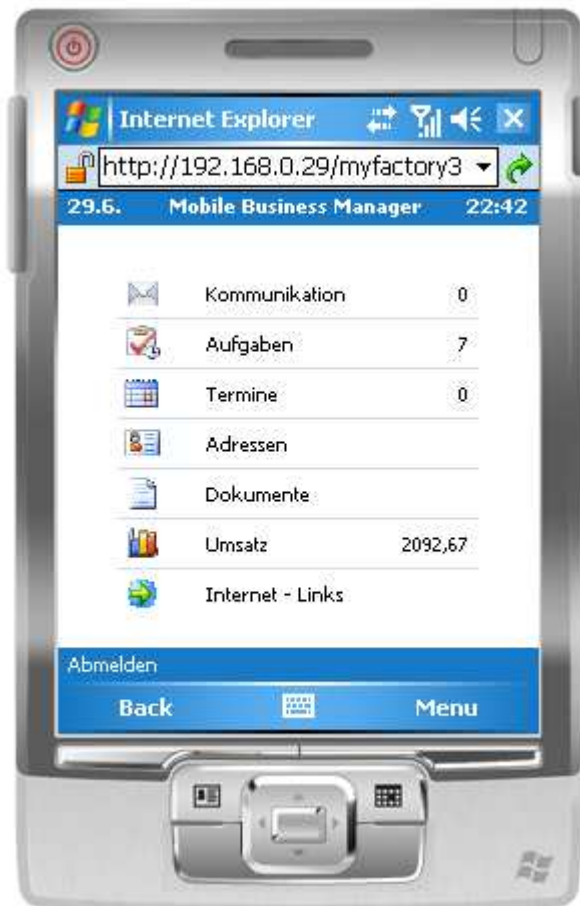 Internet Explorer
http://192.168.0.29/myfactory3
29.6. Mobile Business Manager 22:42
Kommunikation 0
Aufgaben 7
Termine 0
Adressen
Dokumente
Umsatz 2092,67
Internet - Links
Abmelden
Back Menu